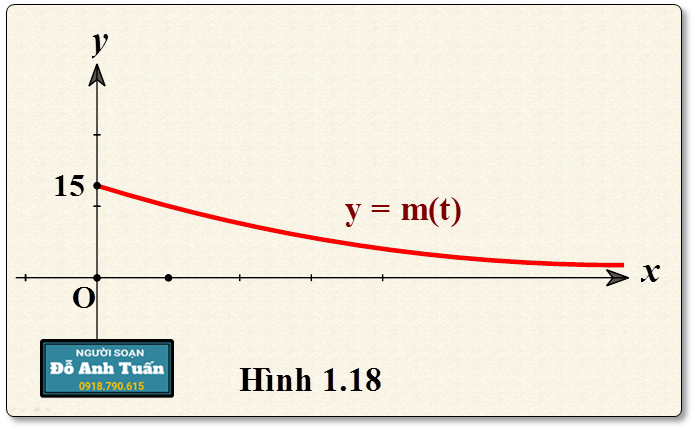 y
15
y = m(t)
x
O
NGƯỜI SOẠN
Đỗ Anh Tuấn
0918.790.615
Hình 1.18